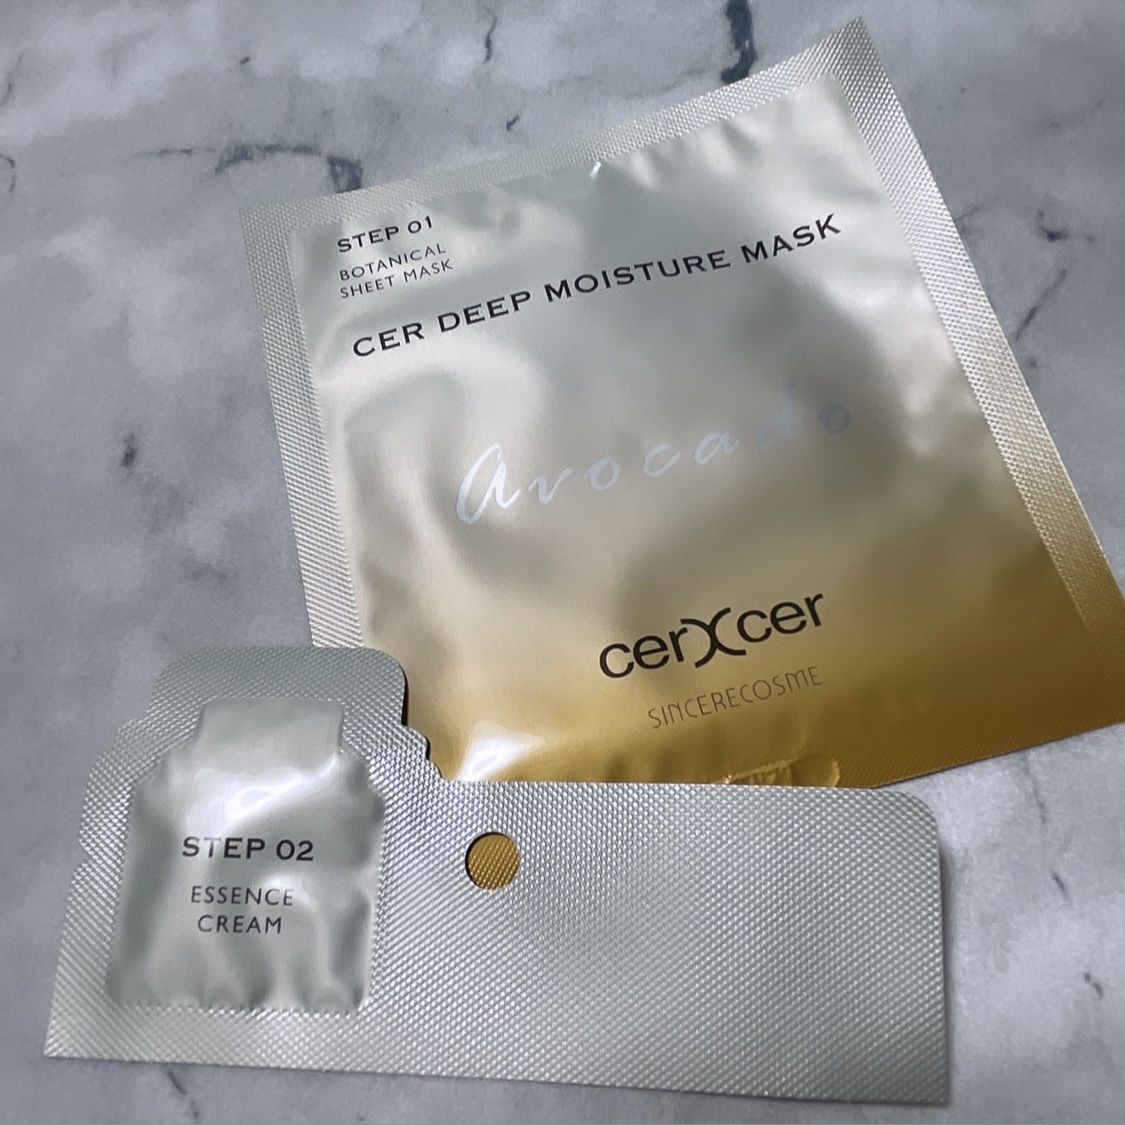 STEP 01
BOTANICAL
SHEET MASK
CER DEEP MOISTURE MASK
Avocado
cerXcer
SINCERECOSME
STEP 02
ESSENCE
CREAM